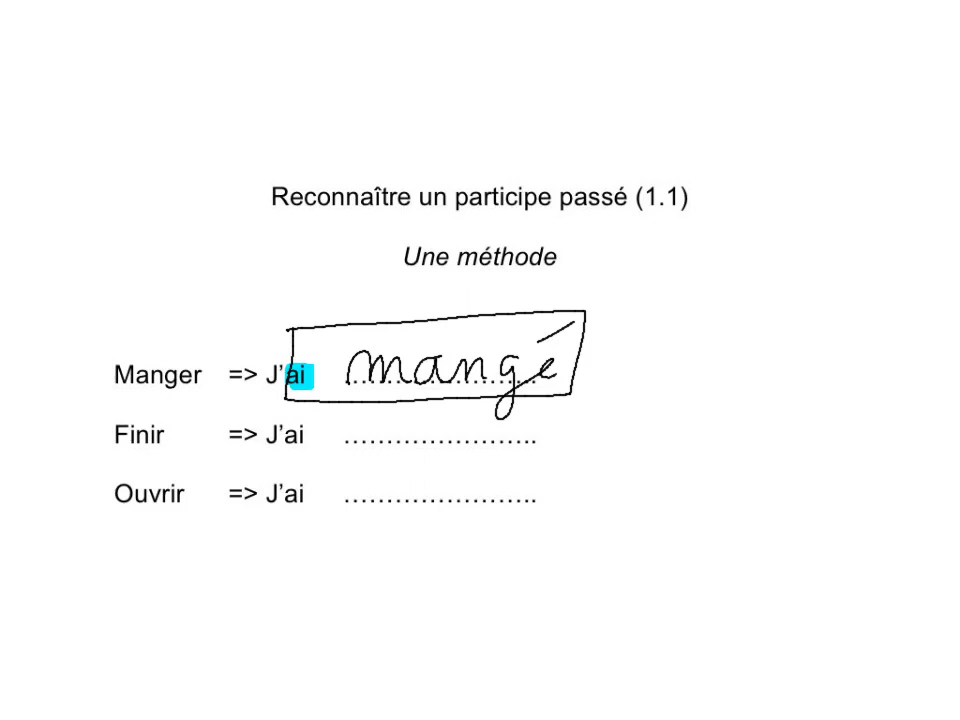 Reconnaître un participe passé (1.1)
Une méthode
Manger => J'ai mangé
Finir => J'ai ……………………..
Ouvrir => J'ai ……………………..